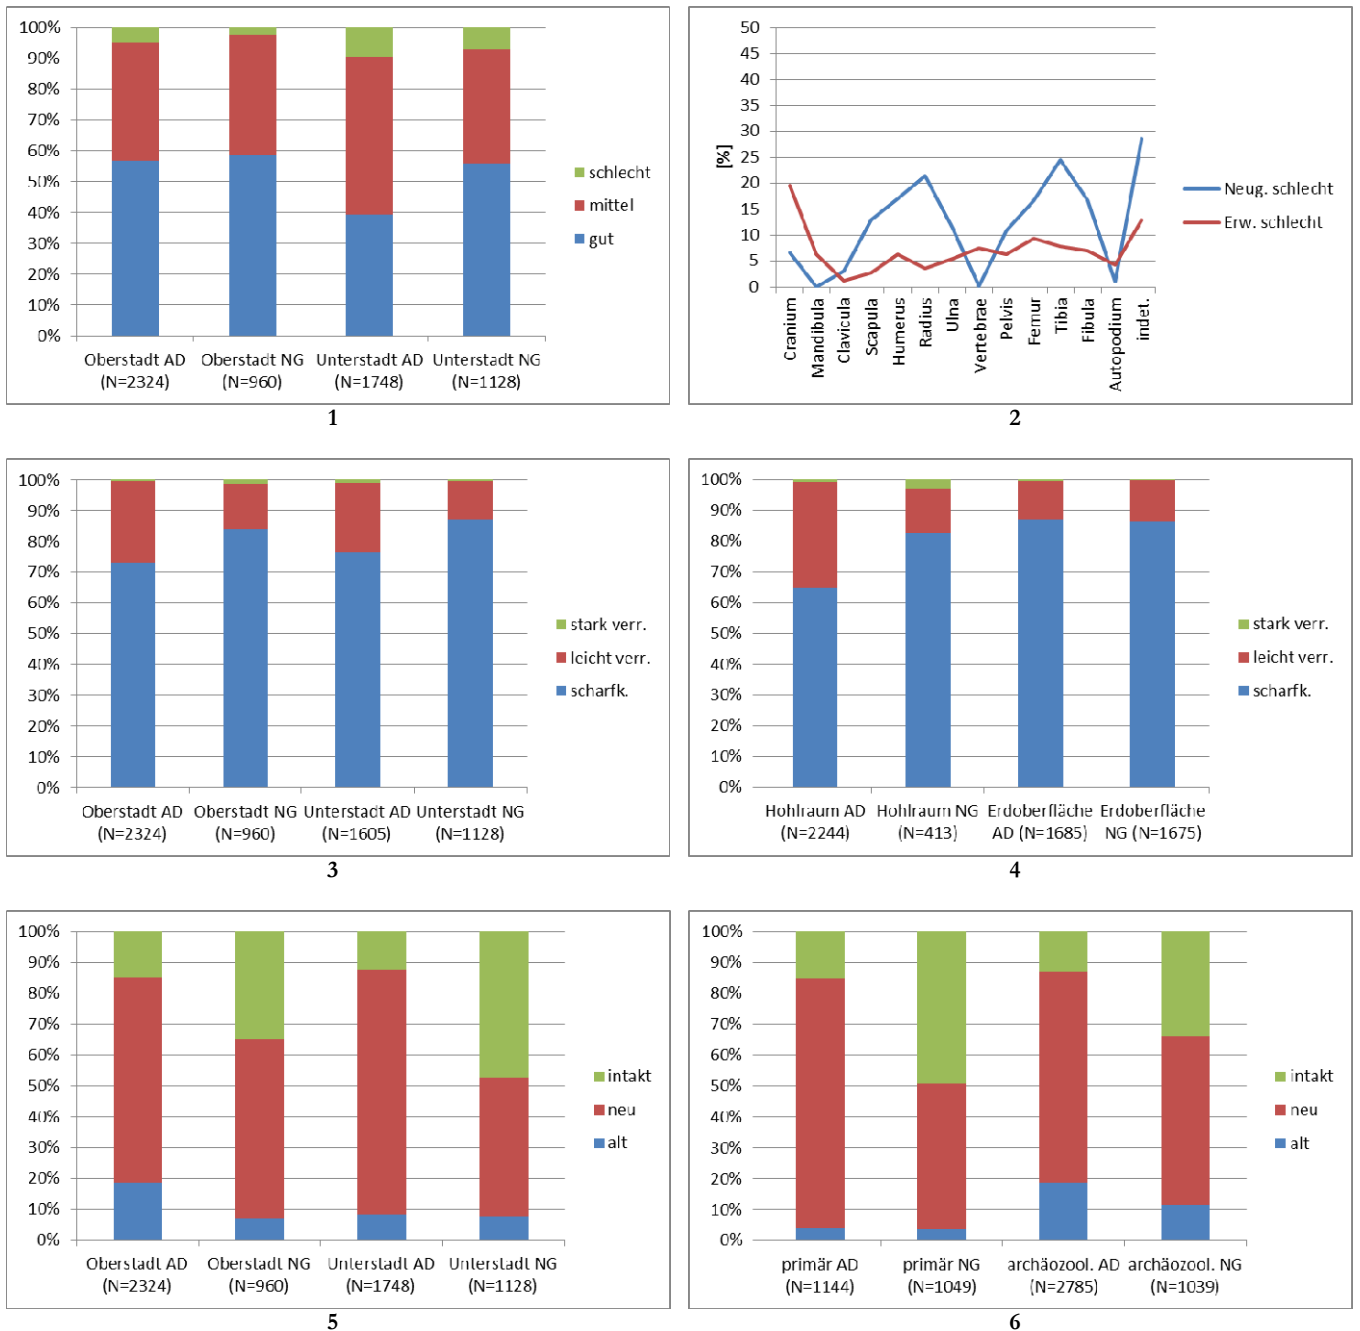 100%
90%
80%
70%
60%
50%
40%
30%
20%
10%
0%
Oberstadt AD
(N=2324)
Oberstadt NG
(N=960)
Unterstadt AD
(N=1748)
Unterstadt NG
(N=1128)
schlecht
mittel
gut
1
50
45
40
35
30
25
20
15
10
5
0
[%]
Cranium
Mandibula
Clavicula
Scapula
Humerus
Radius
Ulna
Vertebrae
Pelvis
Femur
Tibia
Fibula
Autopodium
indet.
Neug. schlecht
Erw. schlecht
2
100%
90%
80%
70%
60%
50%
40%
30%
20%
10%
0%
Oberstadt AD
(N=2324)
Oberstadt NG
(N=960)
Unterstadt AD
(N=1605)
Unterstadt NG
(N=1128)
stark verr.
leicht verr.
scharfk.
3
100%
90%
80%
70%
60%
50%
40%
30%
20%
10%
0%
Hohlraum AD
(N=2244)
Hohlraum NG
(N=413)
Erdoberfläche
AD (N=1685)
Erdoberfläche
NG (N=1675)
stark verr.
leicht verr.
scharfk.
4
100%
90%
80%
70%
60%
50%
40%
30%
20%
10%
0%
Oberstadt AD
(N=2324)
Oberstadt NG
(N=960)
Unterstadt AD
(N=1748)
Unterstadt NG
(N=1128)
intakt
neu
alt
5
100%
90%
80%
70%
60%
50%
40%
30%
20%
10%
0%
primär AD
(N=1144)
primär NG
(N=1049)
archäozool. AD
(N=2785)
archäozool. NG
(N=1039)
intakt
neu
alt
6